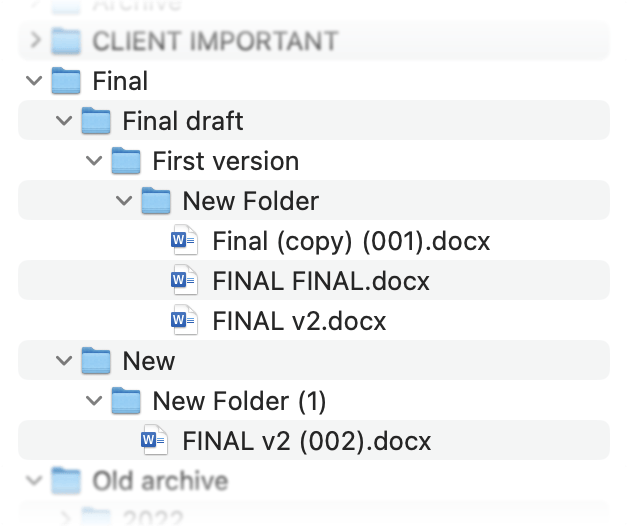 Archive
CLIENT IMPORTANT
Final
Final draft
First version
New Folder
Final (copy) (001).docx
FINAL FINAL.docx
FINAL v2.docx
New
New Folder (1)
FINAL v2 (002).docx
Old archive
2022